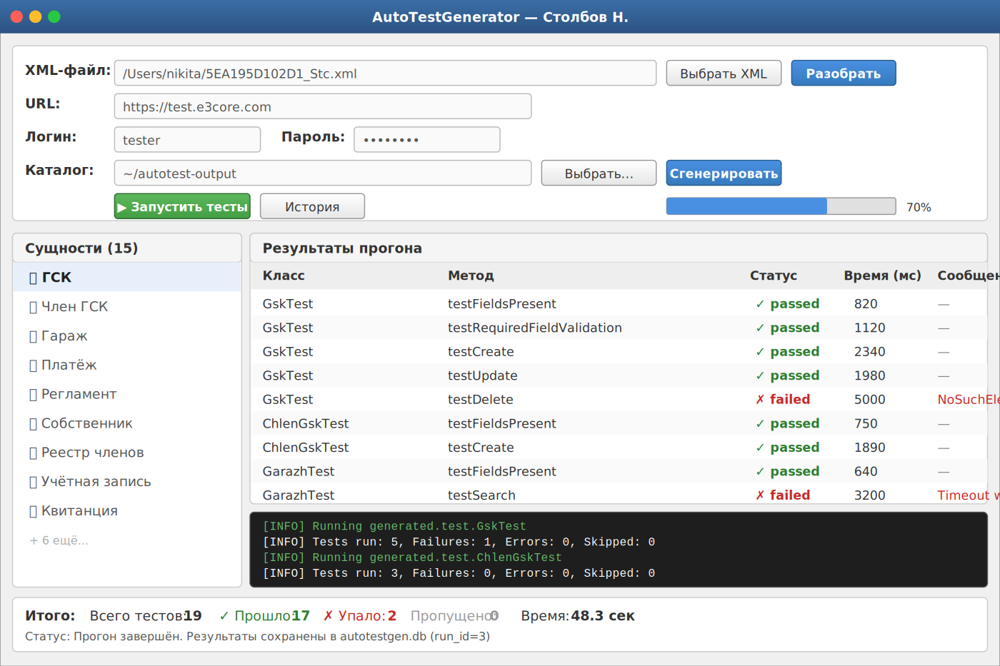 AutoTestGenerator — Столбов Н.
XML-файл: /Users/nikita/5EA195D102D1_Stc.xml Выбрать XML Разобрать
URL: https://test.e3core.com
Логин: tester Пароль: ••••••••
Каталог: ~/autotest-output Выбрать... Сгенерировать
▶ Запустить тесты История 70%
Сущности (15)
ГСК
Член ГСК
Гараж
Платёж
Регламент
Собственник
Реестр членов
Учётная запись
Квитанция
+ 6 ещё...
Результаты прогона
Класс Метод Статус Время (мс) Сообщен
GskTest testFieldsPresent ✓ passed 820 —
GskTest testRequiredFieldValidation ✓ passed 1120 —
GskTest testCreate ✓ passed 2340 —
GskTest testUpdate ✓ passed 1980 —
GskTest testDelete ✗ failed 5000 NoSuchEle
ChlenGskTest testFieldsPresent ✓ passed 750 —
ChlenGskTest testCreate ✓ passed 1890 —
GarazhTest testFieldsPresent ✓ passed 640 —
GarazhTest testSearch ✗ failed 3200 Timeout w
[INFO] Running generated.test.GskTest
[INFO] Tests run: 5, Failures: 1, Errors: 0, Skipped: 0
[INFO] Running generated.test.ChlenGskTest
[INFO] Tests run: 3, Failures: 0, Errors: 0, Skipped: 0
Итого: Всего тестов: 19 ✓ Прошло: 17 ✗ Упало: 2 Пропущено: 0 Время: 48.3 сек
Статус: Прогон завершён. Результаты сохранены в autotestgen.db (run_id=3)